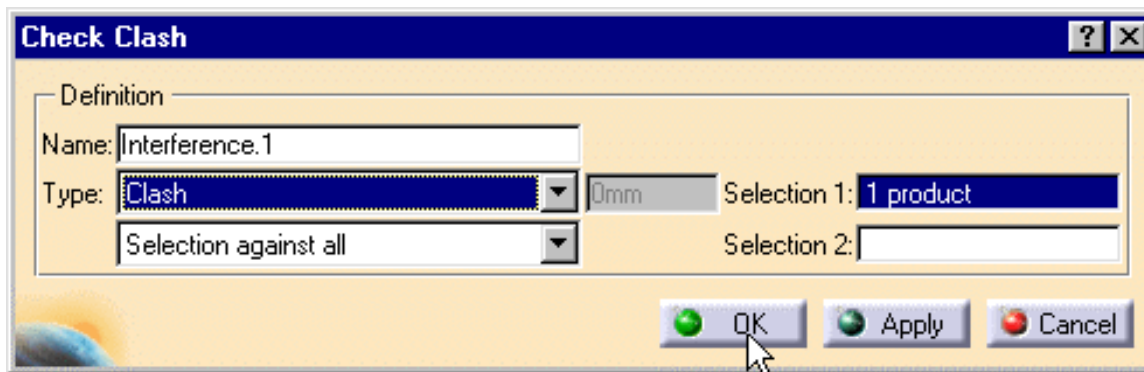 Check Clash
Definition
Name: Interference.1
Type: Clash 0mm Selection 1: 1 product
Selection against all Selection 2:
OK Apply Cancel